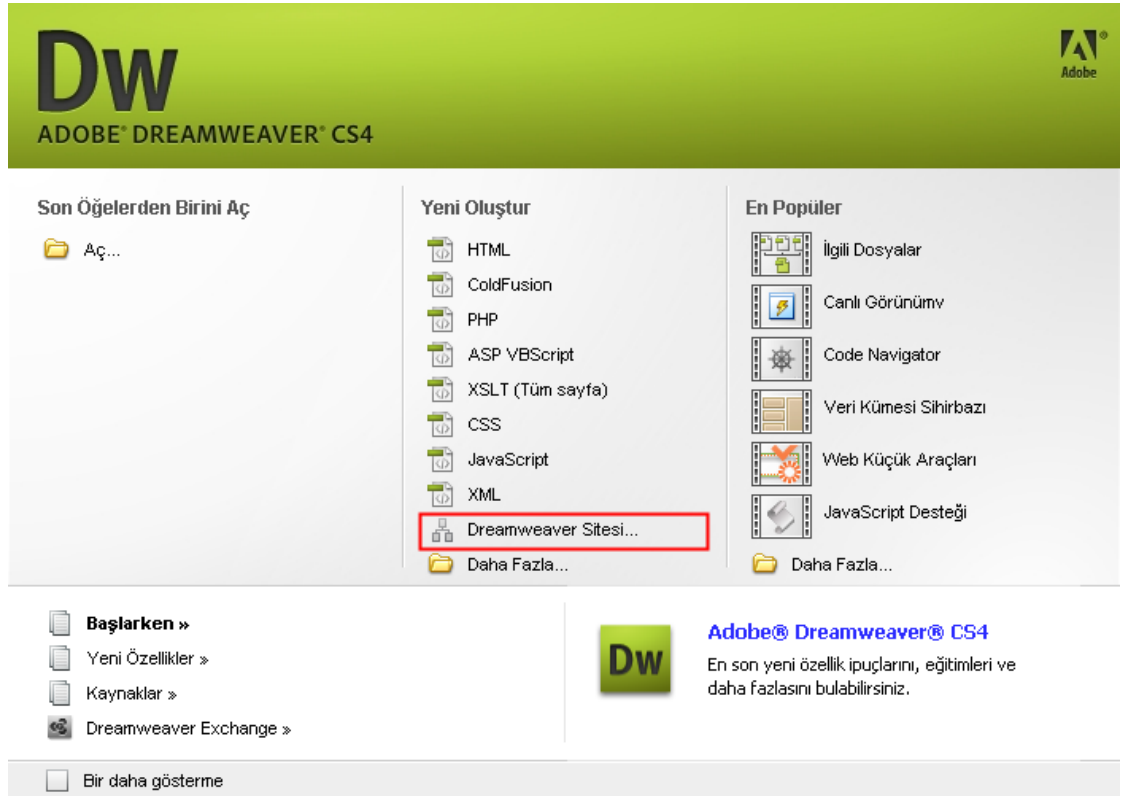 Dw
Adobe
ADOBE® DREAMWEAVER® CS4
Son Öğelerden Birini Aç
Aç...
Yeni Oluştur
HTML
ColdFusion
PHP
ASP VBScript
XSLT (Tüm sayfa)
CSS
JavaScript
XML
Dreamweaver Sitesi...
Daha Fazla...
En Popüler
İlgili Dosyalar
Canlı Görünümv
Code Navigator
Veri Kümesi Sihirbazı
Web Küçük Araçları
JavaScript Desteği
Daha Fazla...
Başlarken »
Yeni Özellikler »
Kaynaklar »
Dreamweaver Exchange »
Dw
Adobe® Dreamweaver® CS4
En son yeni özellik ipuçlarını, eğitimleri ve
daha fazlasını bulabilirsiniz.
Bir daha gösterme